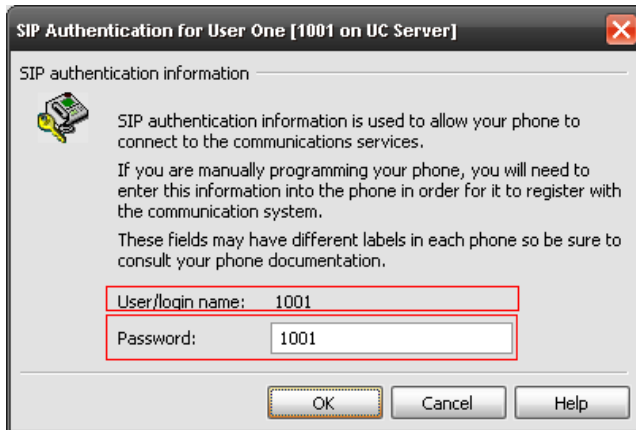 SIP Authentication for User One [1001 on UC Server]
SIP authentication information
SIP authentication information is used to allow your phone to
connect to the communications services.
If you are manually programming your phone, you will need to
enter this information into the phone in order for it to register with
the communication system.
These fields may have different labels in each phone so be sure to
consult your phone documentation.
User/login name: 1001
Password: 1001
OK Cancel Help